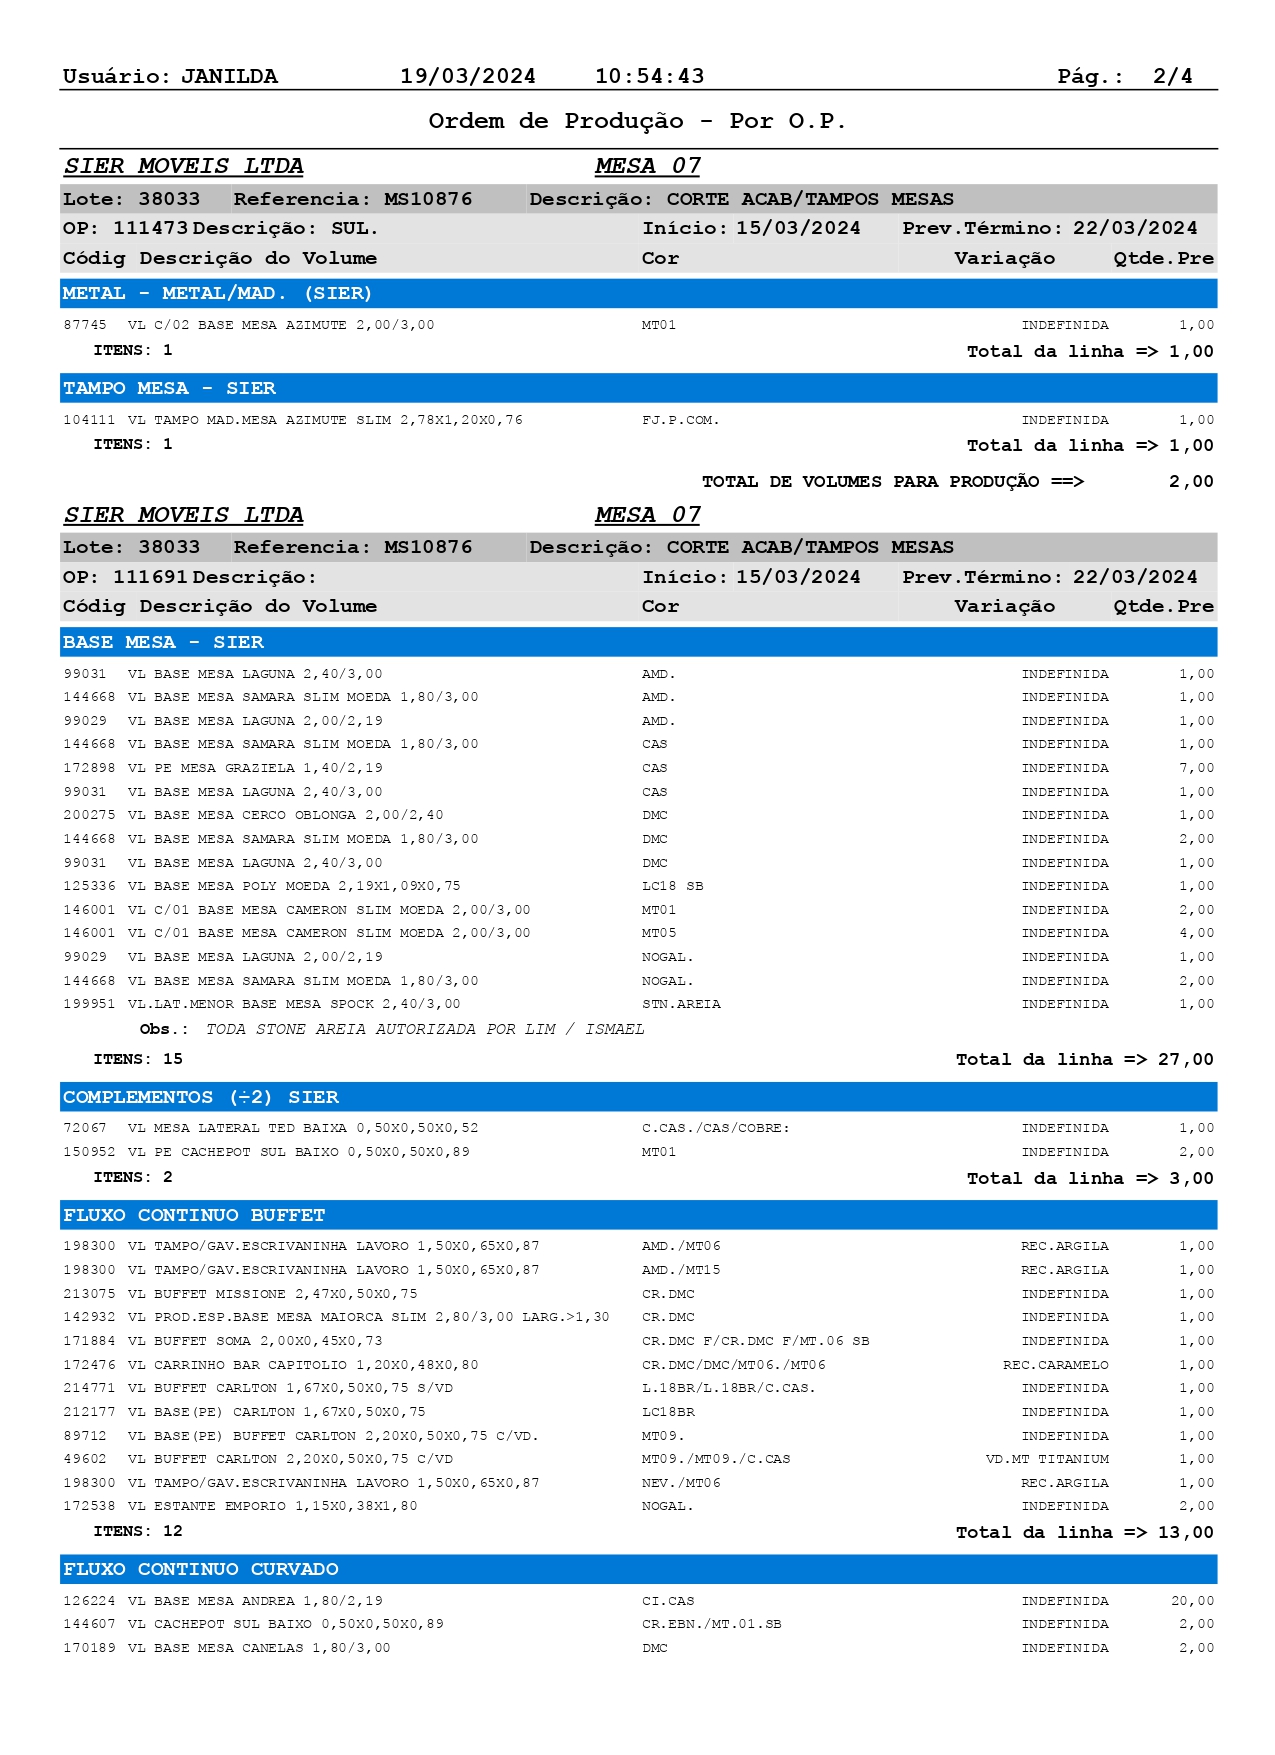 Usuário: JANILDA 19/03/2024 10:54:43 Pág.: 2/4
Ordem de Produção - Por O.P.
SIER MOVEIS LTDA MESA 07
Lote: 38033 Referencia: MS10876 Descrição: CORTE ACAB/TAMPOS MESAS
OP: 111473 Descrição: SUL. Início: 15/03/2024 Prev.Término: 22/03/2024
Códig Descrição do Volume Cor Variação Qtde.Pre
METAL - METAL/MAD. (SIER)
87745 VL C/02 BASE MESA AZIMUTE 2,00/3,00 MT01 INDEFINIDA 1,00
ITENS: 1 Total da linha => 1,00
TAMPO MESA - SIER
104111 VL TAMPO MAD.MESA AZIMUTE SLIM 2,78X1,20X0,76 FJ.P.COM. INDEFINIDA 1,00
ITENS: 1 Total da linha => 1,00
TOTAL DE VOLUMES PARA PRODUÇÃO ==> 2,00
SIER MOVEIS LTDA MESA 07
Lote: 38033 Referencia: MS10876 Descrição: CORTE ACAB/TAMPOS MESAS
OP: 111691 Descrição: Início: 15/03/2024 Prev.Término: 22/03/2024
Códig Descrição do Volume Cor Variação Qtde.Pre
BASE MESA - SIER
99031 VL BASE MESA LAGUNA 2,40/3,00 AMD. INDEFINIDA 1,00
144668 VL BASE MESA SAMARA SLIM MOEDA 1,80/3,00 AMD. INDEFINIDA 1,00
99029 VL BASE MESA LAGUNA 2,00/2,19 AMD. INDEFINIDA 1,00
144668 VL BASE MESA SAMARA SLIM MOEDA 1,80/3,00 CAS INDEFINIDA 1,00
172898 VL PE MESA GRAZIELA 1,40/2,19 CAS INDEFINIDA 7,00
99031 VL BASE MESA LAGUNA 2,40/3,00 CAS INDEFINIDA 1,00
200275 VL BASE MESA CERCO OBLONGA 2,00/2,40 DMC INDEFINIDA 1,00
144668 VL BASE MESA SAMARA SLIM MOEDA 1,80/3,00 DMC INDEFINIDA 2,00
99031 VL BASE MESA LAGUNA 2,40/3,00 DMC INDEFINIDA 1,00
125336 VL BASE MESA POLY MOEDA 2,19X1,09X0,75 LC18 SB INDEFINIDA 1,00
146001 VL C/01 BASE MESA CAMERON SLIM MOEDA 2,00/3,00 MT01 INDEFINIDA 2,00
146001 VL C/01 BASE MESA CAMERON SLIM MOEDA 2,00/3,00 MT05 INDEFINIDA 4,00
99029 VL BASE MESA LAGUNA 2,00/2,19 NOGAL. INDEFINIDA 1,00
144668 VL BASE MESA SAMARA SLIM MOEDA 1,80/3,00 NOGAL. INDEFINIDA 2,00
199951 VL.LAT.MENOR BASE MESA SPOCK 2,40/3,00 STN.AREIA INDEFINIDA 1,00
Obs.: TODA STONE AREIA AUTORIZADA POR LIM / ISMAEL
ITENS: 15 Total da linha => 27,00
COMPLEMENTOS (÷2) SIER
72067 VL MESA LATERAL TED BAIXA 0,50X0,50X0,52 C.CAS./CAS/COBRE: INDEFINIDA 1,00
150952 VL PE CACHEPOT SUL BAIXO 0,50X0,50X0,89 MT01 INDEFINIDA 2,00
ITENS: 2 Total da linha => 3,00
FLUXO CONTINUO BUFFET
198300 VL TAMPO/GAV.ESCRIVANINHA LAVORO 1,50X0,65X0,87 AMD./MT06 REC.ARGILA 1,00
198300 VL TAMPO/GAV.ESCRIVANINHA LAVORO 1,50X0,65X0,87 AMD./MT15 REC.ARGILA 1,00
213075 VL BUFFET MISSIONE 2,47X0,50X0,75 CR.DMC INDEFINIDA 1,00
142932 VL PROD.ESP.BASE MESA MAIORCA SLIM 2,80/3,00 LARG.>1,30 CR.DMC INDEFINIDA 1,00
171884 VL BUFFET SOMA 2,00X0,45X0,73 CR.DMC F/CR.DMC F/MT.06 SB INDEFINIDA 1,00
172476 VL CARRINHO BAR CAPITOLIO 1,20X0,48X0,80 CR.DMC/DMC/MT06./MT06 REC.CARAMELO 1,00
214771 VL BUFFET CARLTON 1,67X0,50X0,75 S/VD L.18BR/L.18BR/C.CAS. INDEFINIDA 1,00
212177 VL BASE(PE) CARLTON 1,67X0,50X0,75 LC18BR INDEFINIDA 1,00
89712 VL BASE(PE) BUFFET CARLTON 2,20X0,50X0,75 C/VD. MT09. INDEFINIDA 1,00
49602 VL BUFFET CARLTON 2,20X0,50X0,75 C/VD MT09./MT09./C.CAS VD.MT TITANIUM 1,00
198300 VL TAMPO/GAV.ESCRIVANINHA LAVORO 1,50X0,65X0,87 NEV./MT06 REC.ARGILA 1,00
172538 VL ESTANTE EMPORIO 1,15X0,38X1,80 NOGAL. INDEFINIDA 2,00
ITENS: 12 Total da linha => 13,00
FLUXO CONTINUO CURVADO
126224 VL BASE MESA ANDREA 1,80/2,19 CI.CAS INDEFINIDA 20,00
144607 VL CACHEPOT SUL BAIXO 0,50X0,50X0,89 CR.EBN./MT.01.SB INDEFINIDA 2,00
170189 VL BASE MESA CANELAS 1,80/3,00 DMC INDEFINIDA 2,00